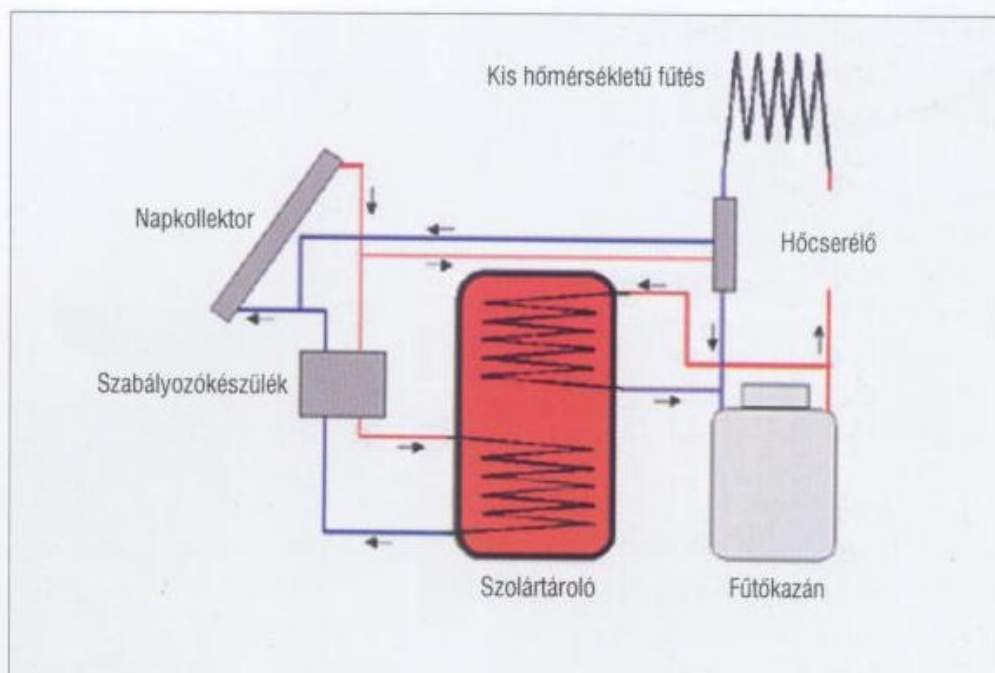 Kis hőmérsékletű fűtés
Napkollektor
Hőcserélő
Szabályozókészülék
Szolártároló
Fűtőkazán